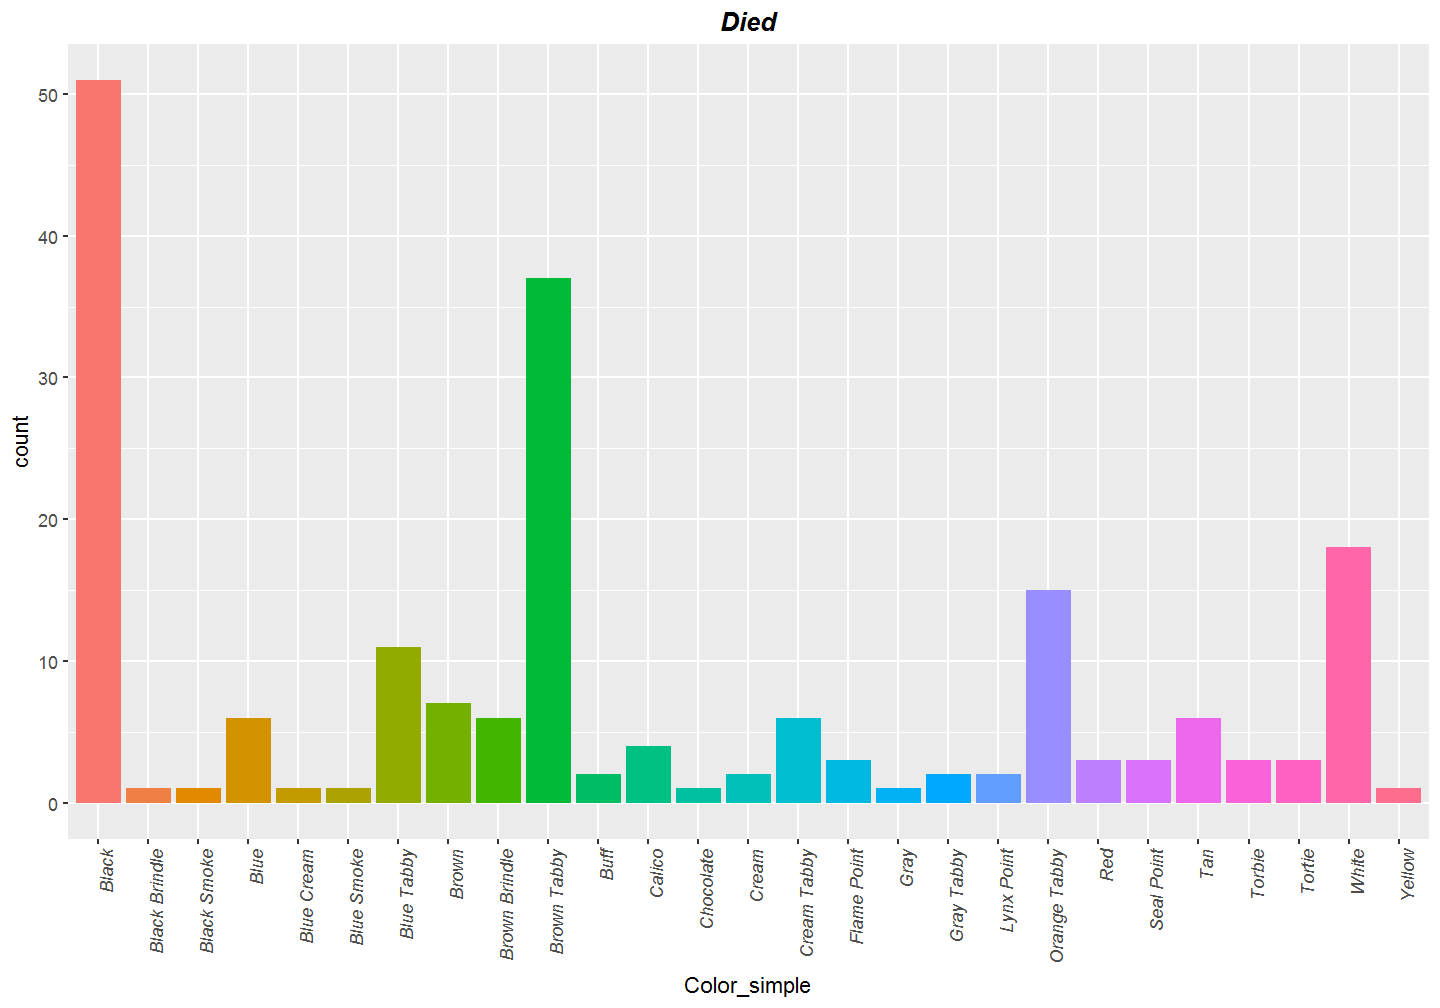 Died
count
50
40
30
20
10
0
Black
Black Brindle
Black Smoke
Blue
Blue Cream
Blue Smoke
Blue Tabby
Brown
Brown Brindle
Brown Tabby
Buff
Calico
Chocolate
Cream
Cream Tabby
Flame Point
Gray
Gray Tabby
Lynx Point
Orange Tabby
Red
Seal Point
Tan
Torbie
Tortie
White
Yellow
Color_simple